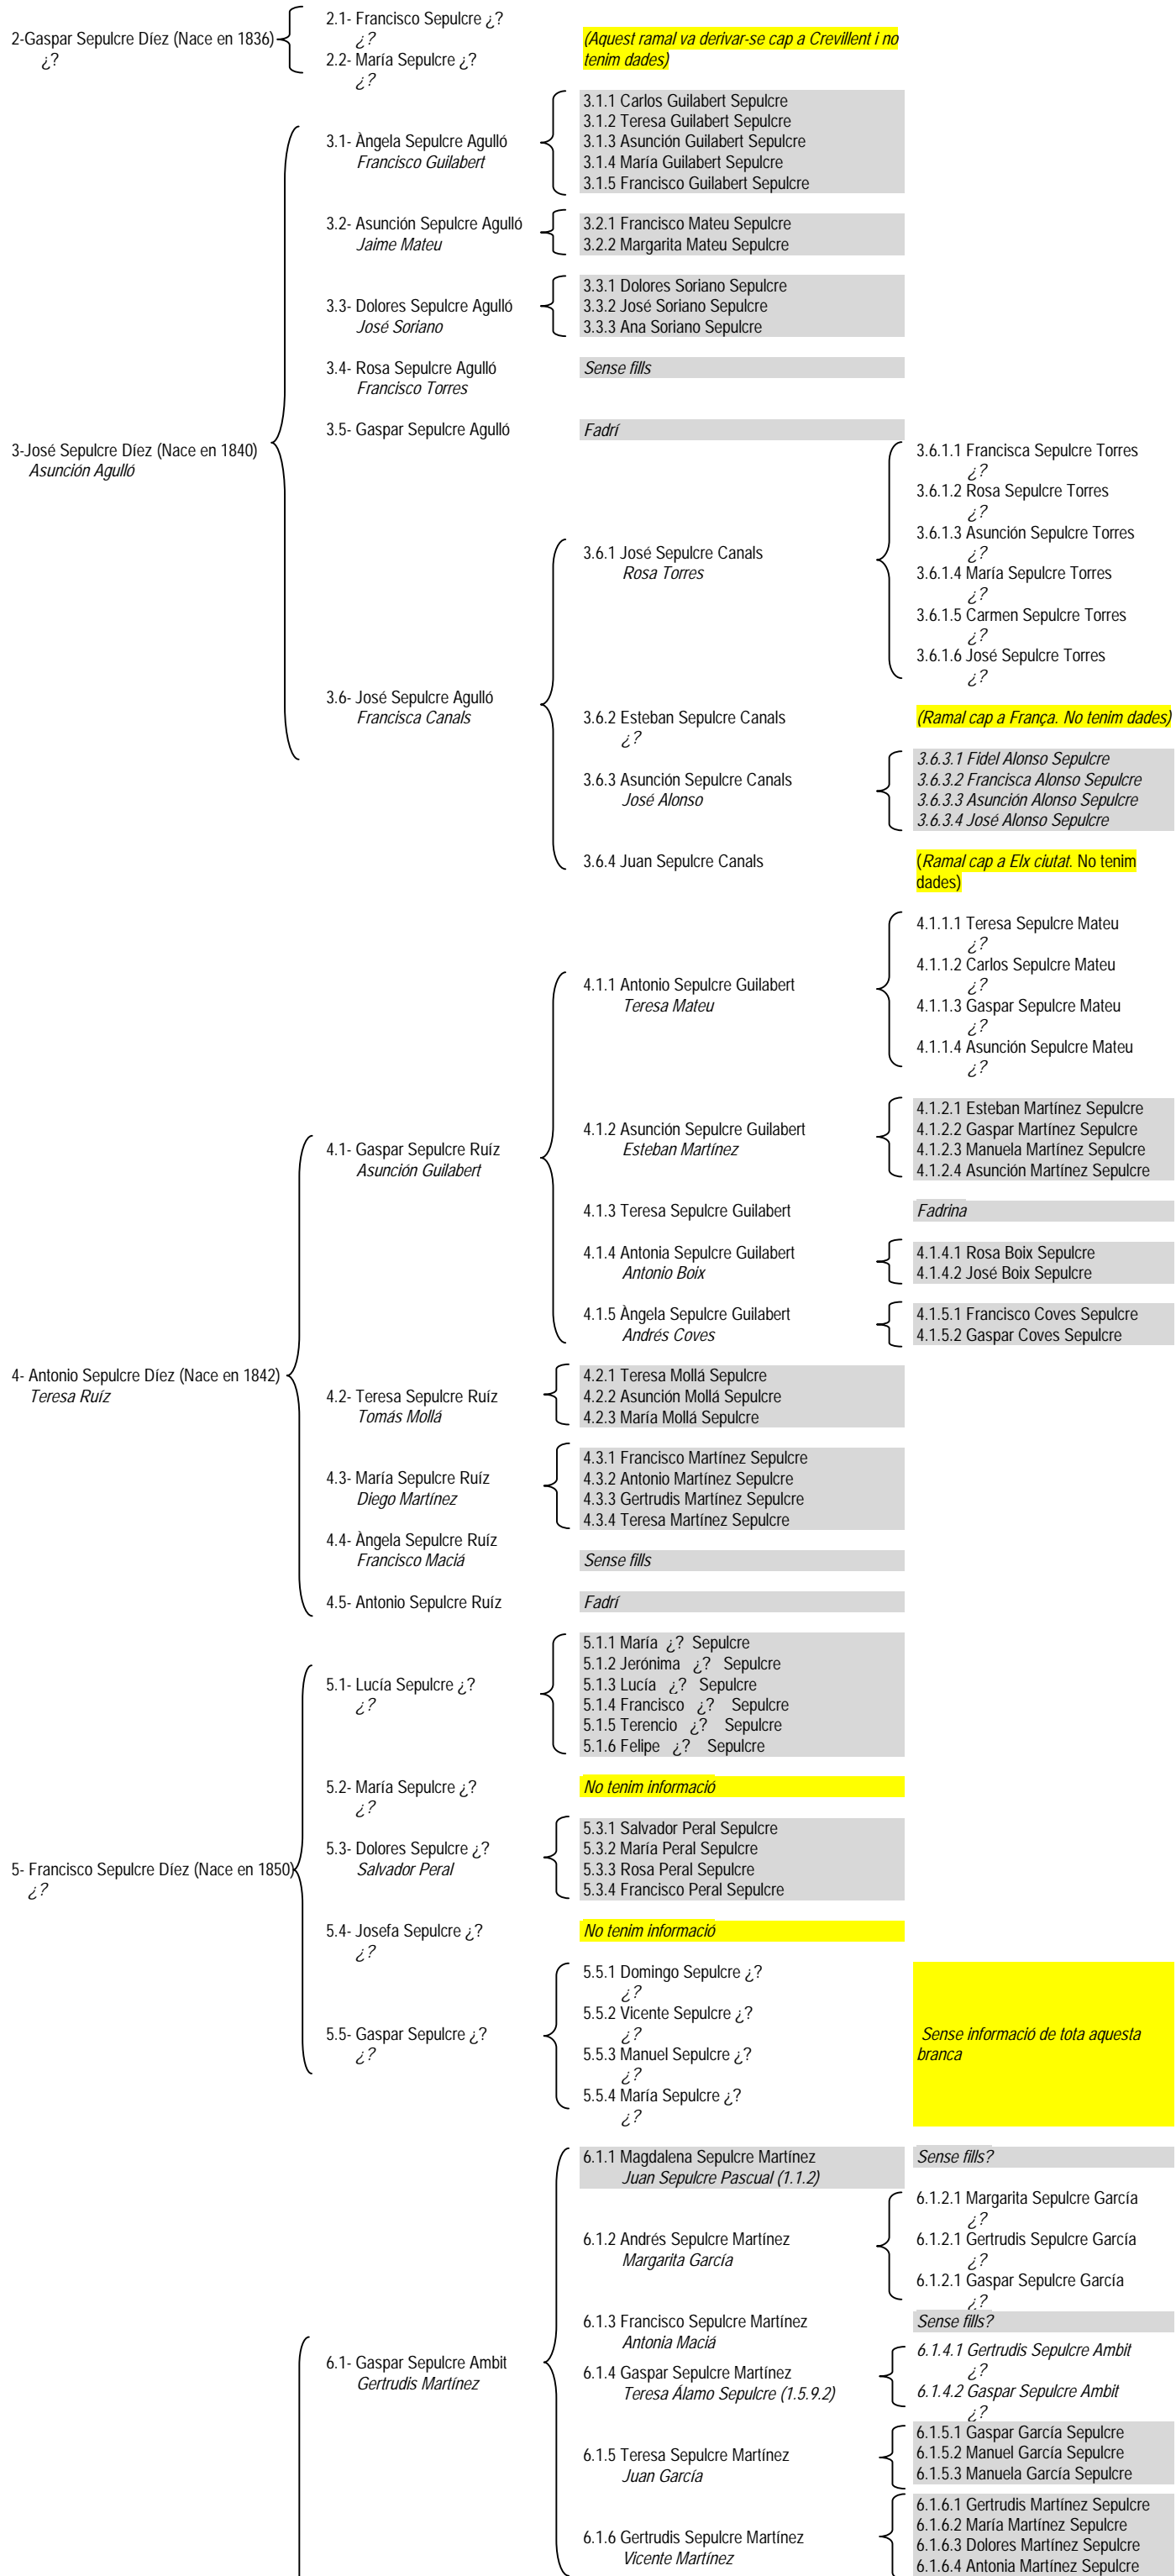 2-Gaspar Sepulcre Díez (Nace en 1836)
¿?
2.1- Francisco Sepulcre ¿?
¿?
2.2- María Sepulcre ¿?
¿?
(Aquest ramal va derivar-se cap a Crevillent i no
tenim dades)
3-José Sepulcre Díez (Nace en 1840)
Asunción Agulló
3.1- Àngela Sepulcre Agulló
Francisco Guilabert
3.1.1 Carlos Guilabert Sepulcre
3.1.2 Teresa Guilabert Sepulcre
3.1.3 Asunción Guilabert Sepulcre
3.1.4 María Guilabert Sepulcre
3.1.5 Francisco Guilabert Sepulcre
3.2- Asunción Sepulcre Agulló
Jaime Mateu
3.2.1 Francisco Mateu Sepulcre
3.2.2 Margarita Mateu Sepulcre
3.3- Dolores Sepulcre Agulló
José Soriano
3.3.1 Dolores Soriano Sepulcre
3.3.2 José Soriano Sepulcre
3.3.3 Ana Soriano Sepulcre
3.4- Rosa Sepulcre Agulló
Francisco Torres
Sense fills
3.5- Gaspar Sepulcre Agulló
Fadrí
3.6- José Sepulcre Agulló
Francisca Canals
3.6.1 José Sepulcre Canals
Rosa Torres
3.6.1.1 Francisca Sepulcre Torres
¿?
3.6.1.2 Rosa Sepulcre Torres
¿?
3.6.1.3 Asunción Sepulcre Torres
¿?
3.6.1.4 María Sepulcre Torres
¿?
3.6.1.5 Carmen Sepulcre Torres
¿?
3.6.1.6 José Sepulcre Torres
¿?
3.6.2 Esteban Sepulcre Canals
¿?
(Ramal cap a França. No tenim dades)
3.6.3 Asunción Sepulcre Canals
José Alonso
3.6.3.1 Fidel Alonso Sepulcre
3.6.3.2 Francisca Alonso Sepulcre
3.6.3.3 Asunción Alonso Sepulcre
3.6.3.4 José Alonso Sepulcre
3.6.4 Juan Sepulcre Canals
(Ramal cap a Elx ciutat. No tenim
dades)
4- Antonio Sepulcre Díez (Nace en 1842)
Teresa Ruíz
4.1- Gaspar Sepulcre Ruíz
Asunción Guilabert
4.1.1 Antonio Sepulcre Guilabert
Teresa Mateu
4.1.1.1 Teresa Sepulcre Mateu
¿?
4.1.1.2 Carlos Sepulcre Mateu
¿?
4.1.1.3 Gaspar Sepulcre Mateu
¿?
4.1.1.4 Asunción Sepulcre Mateu
¿?
4.1.2 Asunción Sepulcre Guilabert
Esteban Martínez
4.1.2.1 Esteban Martínez Sepulcre
4.1.2.2 Gaspar Martínez Sepulcre
4.1.2.3 Manuela Martínez Sepulcre
4.1.2.4 Asunción Martínez Sepulcre
4.1.3 Teresa Sepulcre Guilabert
Fadrina
4.1.4 Antonia Sepulcre Guilabert
Antonio Boix
4.1.4.1 Rosa Boix Sepulcre
4.1.4.2 José Boix Sepulcre
4.1.5 Àngela Sepulcre Guilabert
Andrés Coves
4.1.5.1 Francisco Coves Sepulcre
4.1.5.2 Gaspar Coves Sepulcre
4.2- Teresa Sepulcre Ruíz
Tomás Mollá
4.2.1 Teresa Mollá Sepulcre
4.2.2 Asunción Mollá Sepulcre
4.2.3 María Mollá Sepulcre
4.3- María Sepulcre Ruíz
Diego Martínez
4.3.1 Francisco Martínez Sepulcre
4.3.2 Antonio Martínez Sepulcre
4.3.3 Gertrudis Martínez Sepulcre
4.3.4 Teresa Martínez Sepulcre
4.4- Àngela Sepulcre Ruíz
Francisco Maciá
Sense fills
4.5- Antonio Sepulcre Ruíz
Fadrí
5- Francisco Sepulcre Díez (Nace en 1850)
¿?
5.1- Lucía Sepulcre ¿?
¿?
5.1.1 María ¿? Sepulcre
5.1.2 Jerónima ¿? Sepulcre
5.1.3 Lucía ¿? Sepulcre
5.1.4 Francisco ¿? Sepulcre
5.1.5 Terencio ¿? Sepulcre
5.1.6 Felipe ¿? Sepulcre
5.2- María Sepulcre ¿?
¿?
No tenim informació
5.3- Dolores Sepulcre ¿?
Salvador Peral
5.3.1 Salvador Peral Sepulcre
5.3.2 María Peral Sepulcre
5.3.3 Rosa Peral Sepulcre
5.3.4 Francisco Peral Sepulcre
5.4- Josefa Sepulcre ¿?
¿?
No tenim informació
5.5- Gaspar Sepulcre ¿?
¿?
5.5.1 Domingo Sepulcre ¿?
¿?
5.5.2 Vicente Sepulcre ¿?
¿?
5.5.3 Manuel Sepulcre ¿?
¿?
5.5.4 María Sepulcre ¿?
¿?
Sense informació de tota aquesta
branca
6.1- Gaspar Sepulcre Ambit
Gertrudis Martínez
6.1.1 Magdalena Sepulcre Martínez
Juan Sepulcre Pascual (1.1.2)
Sense fills?
6.1.2 Andrés Sepulcre Martínez
Margarita García
6.1.2.1 Margarita Sepulcre García
¿?
6.1.2.1 Gertrudis Sepulcre García
¿?
6.1.2.1 Gaspar Sepulcre García
¿?
6.1.3 Francisco Sepulcre Martínez
Antonia Maciá
Sense fills?
6.1.4 Gaspar Sepulcre Martínez
Teresa Álamo Sepulcre (1.5.9.2)
6.1.4.1 Gertrudis Sepulcre Ambit
¿?
6.1.4.2 Gaspar Sepulcre Ambit
¿?
6.1.5 Teresa Sepulcre Martínez
Juan García
6.1.5.1 Gaspar García Sepulcre
6.1.5.2 Manuel García Sepulcre
6.1.5.3 Manuela García Sepulcre
6.1.6 Gertrudis Sepulcre Martínez
Vicente Martínez
6.1.6.1 Gertrudis Martínez Sepulcre
6.1.6.2 María Martínez Sepulcre
6.1.6.3 Dolores Martínez Sepulcre
6.1.6.4 Antonia Martínez Sepulcre